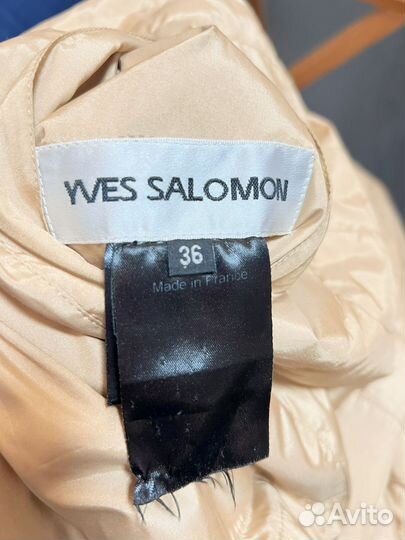 YVES SALOMON
36
Made in France
Avito